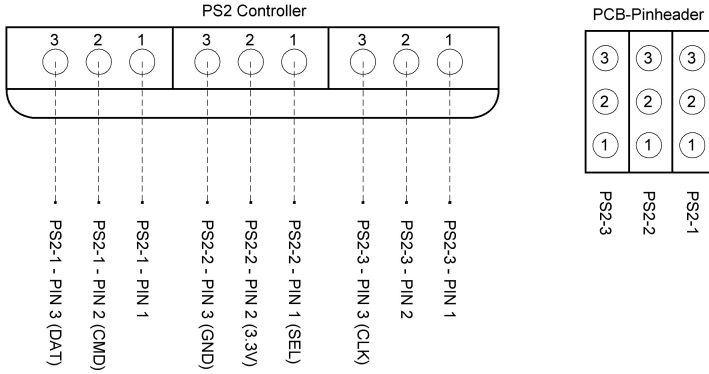 PS2 Controller
PCB-Pinheader
3 2 1 3 2 1 3 2 1
3 3 3
2 2 2
1 1 1
PS2-1 - PIN 3 (DAT)
PS2-1 - PIN 2 (CMD)
PS2-1 - PIN 1
PS2-2 - PIN 3 (GND)
PS2-2 - PIN 2 (3.3V)
PS2-2 - PIN 1 (SEL)
PS2-3 - PIN 3 (CLK)
PS2-3 - PIN 2
PS2-3 - PIN 1
PS2-3
PS2-2
PS2-1